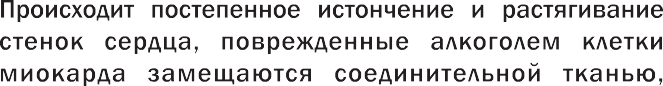 Происходит постепенное истончение и растягивание
стенок сердца, поврежденные алкоголем клетки
миокарда замещаются соединительной тканью,